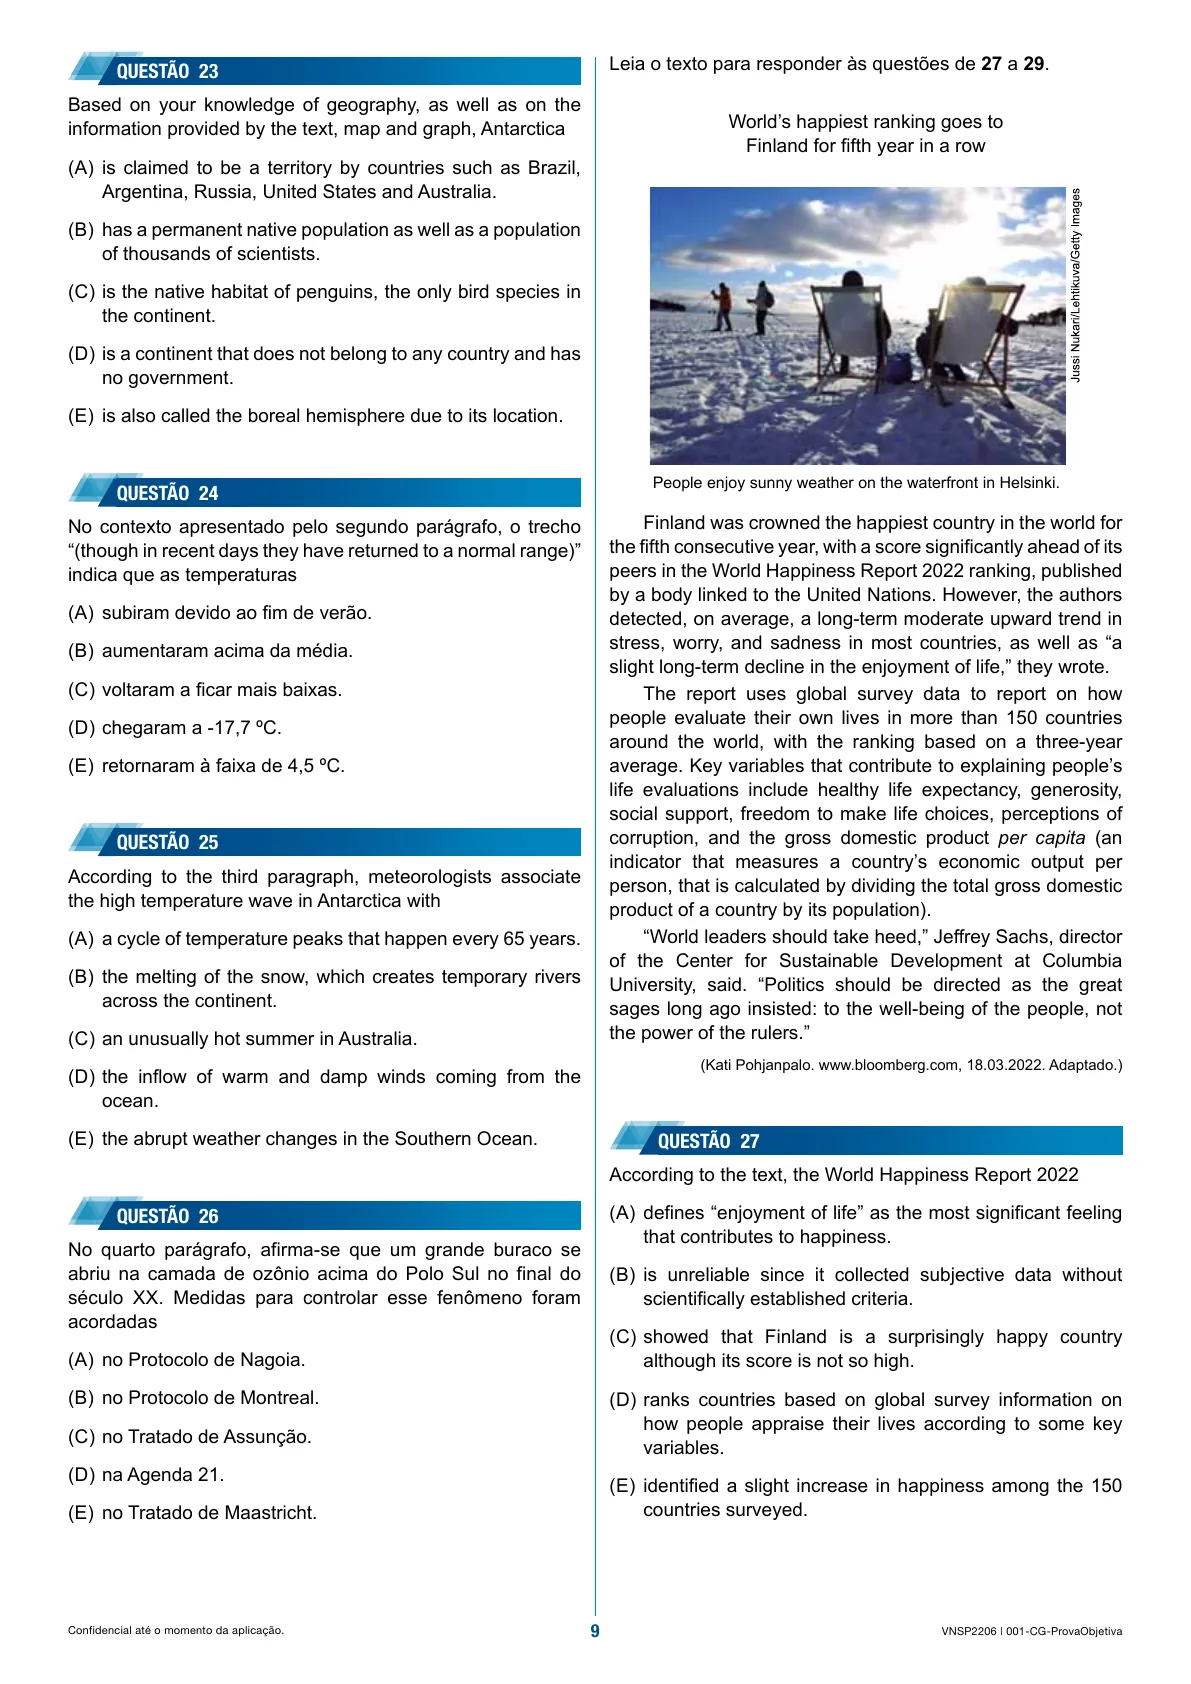 QUESTÃO 23
Based on your knowledge of geography, as well as on the
information provided by the text, map and graph, Antarctica
(A) is claimed to be a territory by countries such as Brazil,
Argentina, Russia, United States and Australia.
(B) has a permanent native population as well as a population
of thousands of scientists.
(C) is the native habitat of penguins, the only bird species in
the continent.
(D) is a continent that does not belong to any country and has
no government.
(E) is also called the boreal hemisphere due to its location.
QUESTÃO 24
No contexto apresentado pelo segundo parágrafo, o trecho
“(though in recent days they have returned to a normal range)”
indica que as temperaturas
(A) subiram devido ao fim de verão.
(B) aumentaram acima da média.
(C) voltaram a ficar mais baixas.
(D) chegaram a -17,7 ºC.
(E) retornaram à faixa de 4,5 ºC.
QUESTÃO 25
According to the third paragraph, meteorologists associate
the high temperature wave in Antarctica with
(A) a cycle of temperature peaks that happen every 65 years.
(B) the melting of the snow, which creates temporary rivers
across the continent.
(C) an unusually hot summer in Australia.
(D) the inflow of warm and damp winds coming from the
ocean.
(E) the abrupt weather changes in the Southern Ocean.
QUESTÃO 26
No quarto parágrafo, afirma-se que um grande buraco se
abriu na camada de ozônio acima do Polo Sul no final do
século XX. Medidas para controlar esse fenômeno foram
acordadas
(A) no Protocolo de Nagoia.
(B) no Protocolo de Montreal.
(C) no Tratado de Assunção.
(D) na Agenda 21.
(E) no Tratado de Maastricht.
Leia o texto para responder às questões de 27 a 29.
World’s happiest ranking goes to
Finland for fifth year in a row
Jussi Nukari/Lehtikuva/Getty Images
People enjoy sunny weather on the waterfront in Helsinki.
Finland was crowned the happiest country in the world for
the fifth consecutive year, with a score significantly ahead of its
peers in the World Happiness Report 2022 ranking, published
by a body linked to the United Nations. However, the authors
detected, on average, a long-term moderate upward trend in
stress, worry, and sadness in most countries, as well as “a
slight long-term decline in the enjoyment of life,” they wrote.
The report uses global survey data to report on how
people evaluate their own lives in more than 150 countries
around the world, with the ranking based on a three-year
average. Key variables that contribute to explaining people’s
life evaluations include healthy life expectancy, generosity,
social support, freedom to make life choices, perceptions of
corruption, and the gross domestic product per capita (an
indicator that measures a country’s economic output per
person, that is calculated by dividing the total gross domestic
product of a country by its population).
“World leaders should take heed,” Jeffrey Sachs, director
of the Center for Sustainable Development at Columbia
University, said. “Politics should be directed as the great
sages long ago insisted: to the well-being of the people, not
the power of the rulers.”
(Kati Pohjanpalo. www.bloomberg.com, 18.03.2022. Adaptado.)
QUESTÃO 27
According to the text, the World Happiness Report 2022
(A) defines “enjoyment of life” as the most significant feeling
that contributes to happiness.
(B) is unreliable since it collected subjective data without
scientifically established criteria.
(C) showed that Finland is a surprisingly happy country
although its score is not so high.
(D) ranks countries based on global survey information on
how people appraise their lives according to some key
variables.
(E) identified a slight increase in happiness among the 150
countries surveyed.
Confidencial até o momento da aplicação.
9
VNSP2206 | 001-CG-ProvaObjetiva